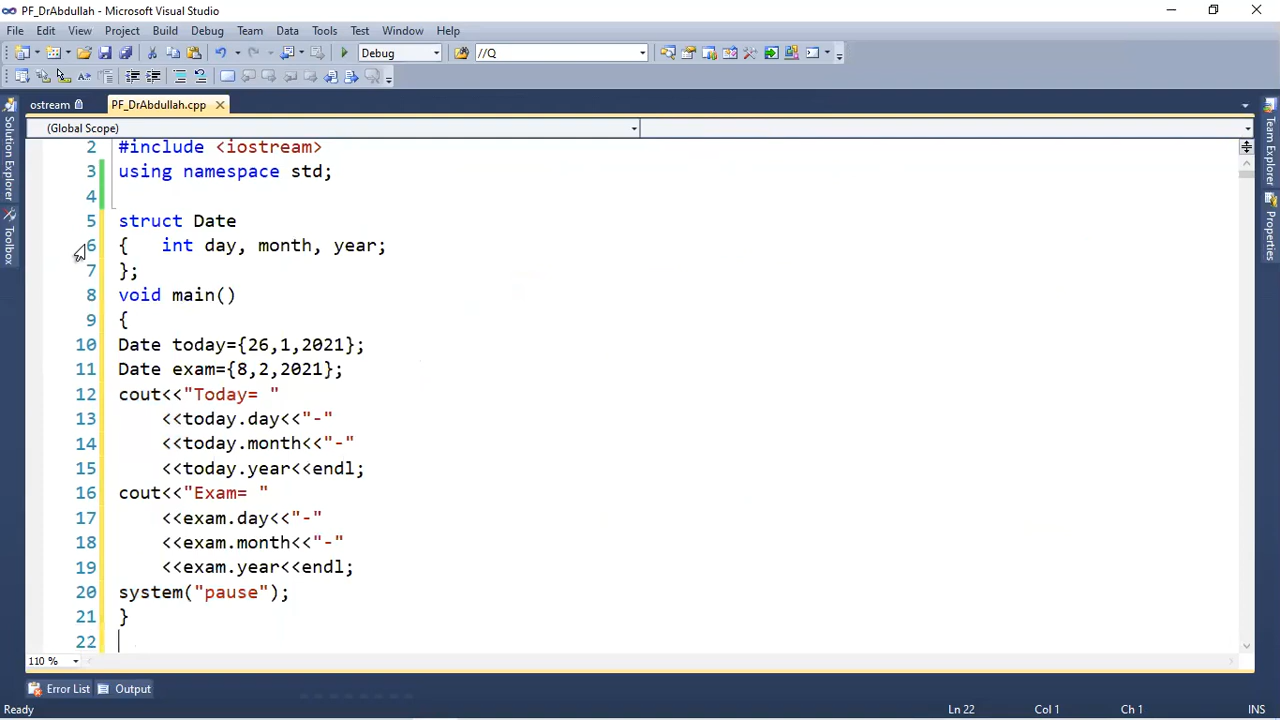 PF_DrAbdullah - Microsoft Visual Studio
File Edit View Project Build Debug Team Data Tools Test Window Help
Debug //Q
ostream PF_DrAbdullah.cpp
(Global Scope)
Solution Explorer
Toolbox
Team Explorer
Properties
2 #include <iostream>
3 using namespace std;
4
5 struct Date
6 { int day, month, year;
7 };
8 void main()
9 {
10 Date today={26,1,2021};
11 Date exam={8,2,2021};
12 cout<<"Today= "
13 <<today.day<<"-"
14 <<today.month<<"-"
15 <<today.year<<endl;
16 cout<<"Exam= "
17 <<exam.day<<"-"
18 <<exam.month<<"-"
19 <<exam.year<<endl;
20 system("pause");
21 }
22
110 %
Error List Output
Ready Ln 22 Col 1 Ch 1 INS